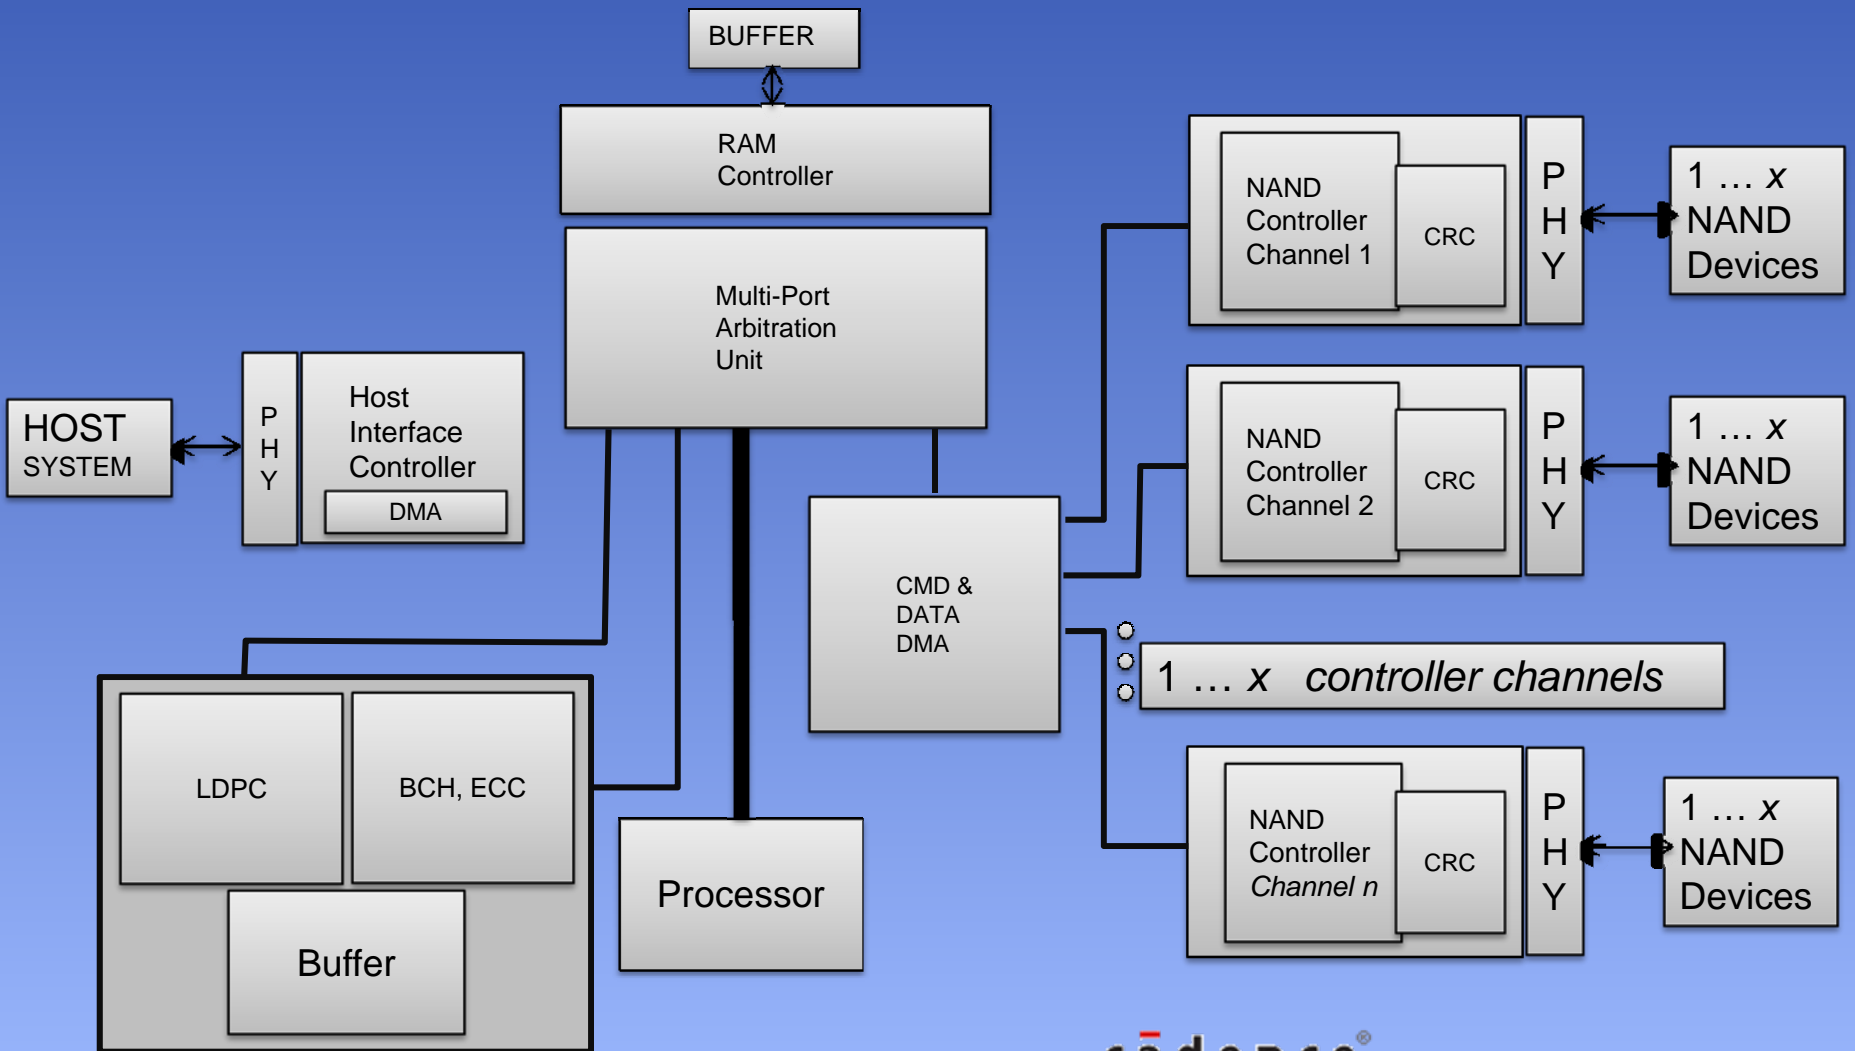 BUFFER
RAM
Controller
Multi-Port
Arbitration
Unit
HOST
SYSTEM
P
H
Y
Host
Interface
Controller
DMA
CMD &
DATA
DMA
LDPC
BCH, ECC
Buffer
Processor
NAND
Controller
Channel 1
CRC
P
H
Y
1 … x
NAND
Devices
NAND
Controller
Channel 2
CRC
P
H
Y
1 … x
NAND
Devices
1 … x controller channels
NAND
Controller
Channel n
CRC
P
H
Y
1 … x
NAND
Devices
cādence®